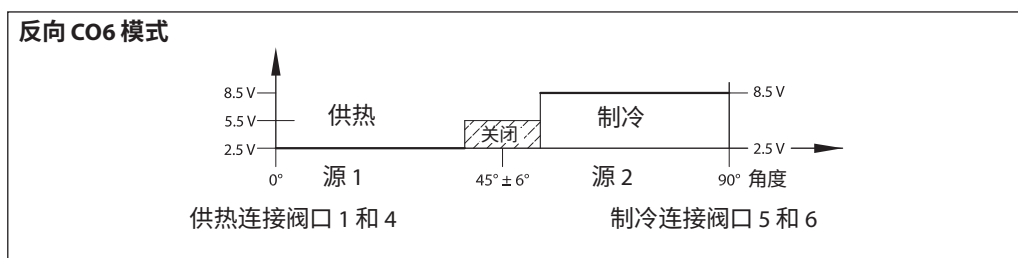 反向 CO6 模式
8.5 V
8.5 V
供热
制冷
5.5 V
关闭
2.5 V
2.5 V
0°
源 1
45° ± 6°
源 2
90° 角度
供热连接阀口 1 和 4
制冷连接阀口 5 和 6